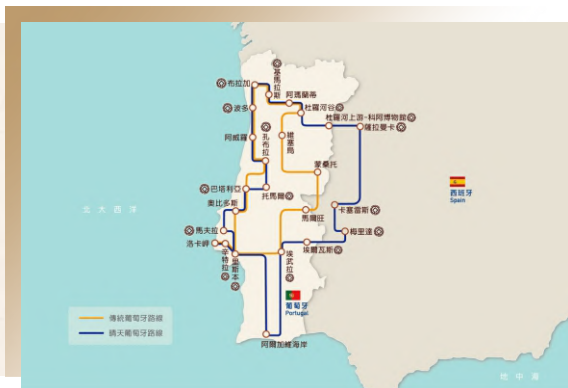 基馬拉斯
布拉加
阿瑪蘭蒂
杜羅河谷
波多
杜羅河上游-科阿博物館
薩拉曼卡
阿威羅
孔布拉
維塞烏
蒙桑托
巴塔利亞
托馬爾
奧比多斯
馬爾旺
卡塞雷斯
馬夫拉
梅里達
洛卡岬
辛特拉
里斯本
埃武拉
埃爾瓦斯
北大西洋
西班牙
Spain
葡萄牙
Portugal
傳統葡萄牙路線
晴天葡萄牙路線
阿爾加維海岸
地中海